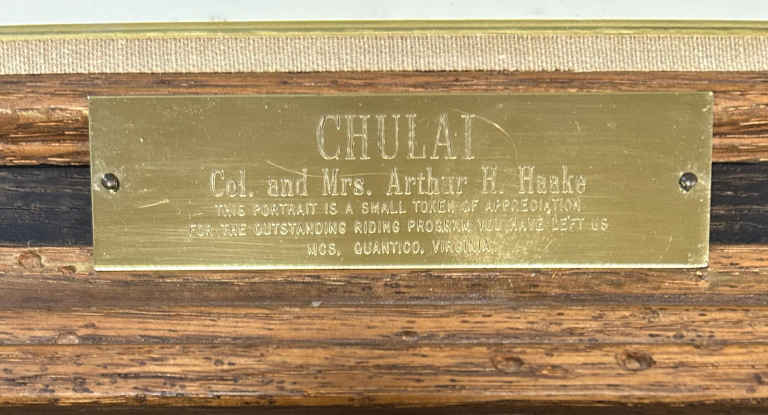 CHULAI
Col. and Mrs. Arthur H. Haake
THIS PORTRAIT IS A SMALL TOKEN OF APPRECIATION
FOR THE OUTSTANDING RIDING PROGRAM YOU HAVE LEFT US
MCS, QUANTICO, VIRGINIA